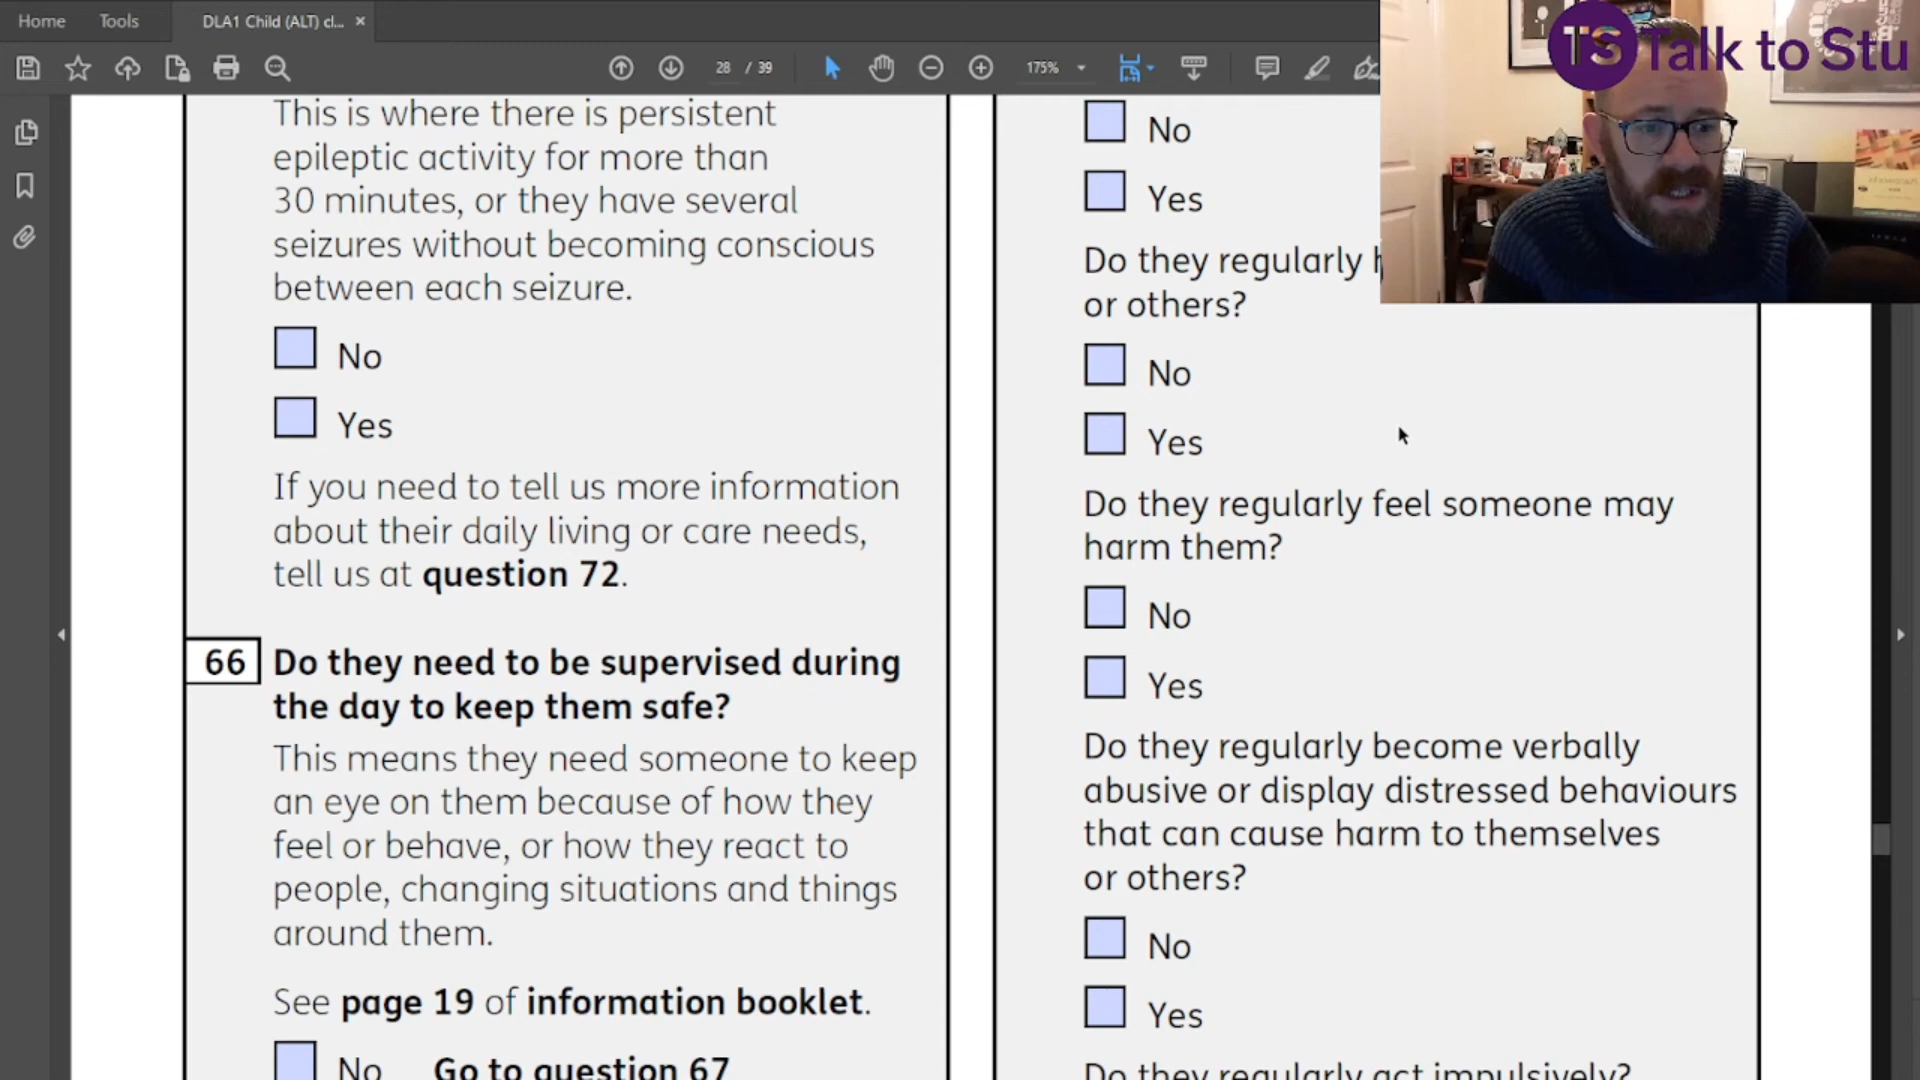 Home
Tools
DLA1 Child (ALT) cl...
28 / 39
175%
TS Talk to Stu
This is where there is persistent
epileptic activity for more than
30 minutes, or they have several
seizures without becoming conscious
between each seizure.
No
Yes
If you need to tell us more information
about their daily living or care needs,
tell us at question 72.
66 Do they need to be supervised during
the day to keep them safe?
This means they need someone to keep
an eye on them because of how they
feel or behave, or how they react to
people, changing situations and things
around them.
See page 19 of information booklet.
No Go to question 67
No
Yes
Do they regularly
or others?
No
Yes
Do they regularly feel someone may
harm them?
No
Yes
Do they regularly become verbally
abusive or display distressed behaviours
that can cause harm to themselves
or others?
No
Yes
Do they regularly act impulsively?